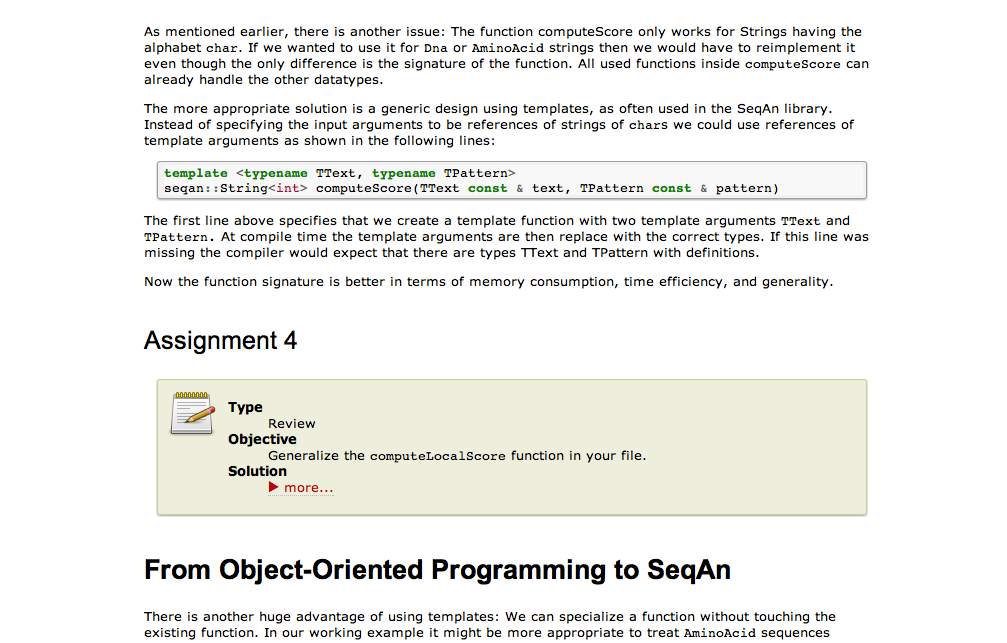 As mentioned earlier, there is another issue: The function computeScore only works for Strings having the
alphabet char. If we wanted to use it for Dna or AminoAcid strings then we would have to reimplement it
even though the only difference is the signature of the function. All used functions inside computeScore can
already handle the other datatypes.
The more appropriate solution is a generic design using templates, as often used in the SeqAn library.
Instead of specifying the input arguments to be references of strings of chars we could use references of
template arguments as shown in the following lines:
template <typename TText, typename TPattern>
seqan::String<int> computeScore(TText const & text, TPattern const & pattern)
The first line above specifies that we create a template function with two template arguments TText and
TPattern. At compile time the template arguments are then replace with the correct types. If this line was
missing the compiler would expect that there are types TText and TPattern with definitions.
Now the function signature is better in terms of memory consumption, time efficiency, and generality.
Assignment 4
Type
Review
Objective
Generalize the computeLocalScore function in your file.
Solution
more...
From Object-Oriented Programming to SeqAn
There is another huge advantage of using templates: We can specialize a function without touching the
existing function. In our working example it might be more appropriate to treat AminoAcid sequences